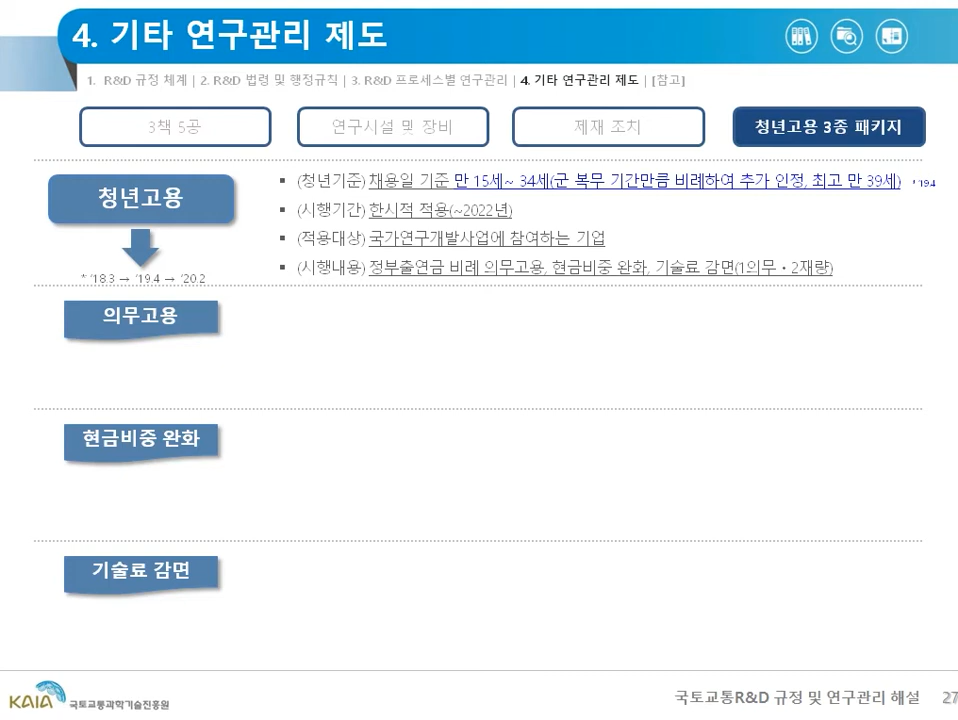 4. 기타 연구관리 제도
1. R&D 규정 체계 | 2. R&D 법령 및 행정규칙 | 3. R&D 프로세스별 연구관리 | 4. 기타 연구관리 제도 | [참고]
3책 5공
연구시설 및 장비
제재 조치
청년고용 3종 패키지
청년고용
* ‘18.3 → ‘19.4 → ‘20.2
▪ (청년기준) 채용일 기준 만 15세~ 34세(군 복무 기간만큼 비례하여 추가 인정, 최고 만 39세) * ‘19.4
▪ (시행기간) 한시적 적용(~2022년)
▪ (적용대상) 국가연구개발사업에 참여하는 기업
▪ (시행내용) 정부출연금 비례 의무고용, 현금비중 완화, 기술료 감면(1의무·2재량)
의무고용
현금비중 완화
기술료 감면
KAIA 국토교통과학기술진흥원
국토교통R&D 규정 및 연구관리 해설 27